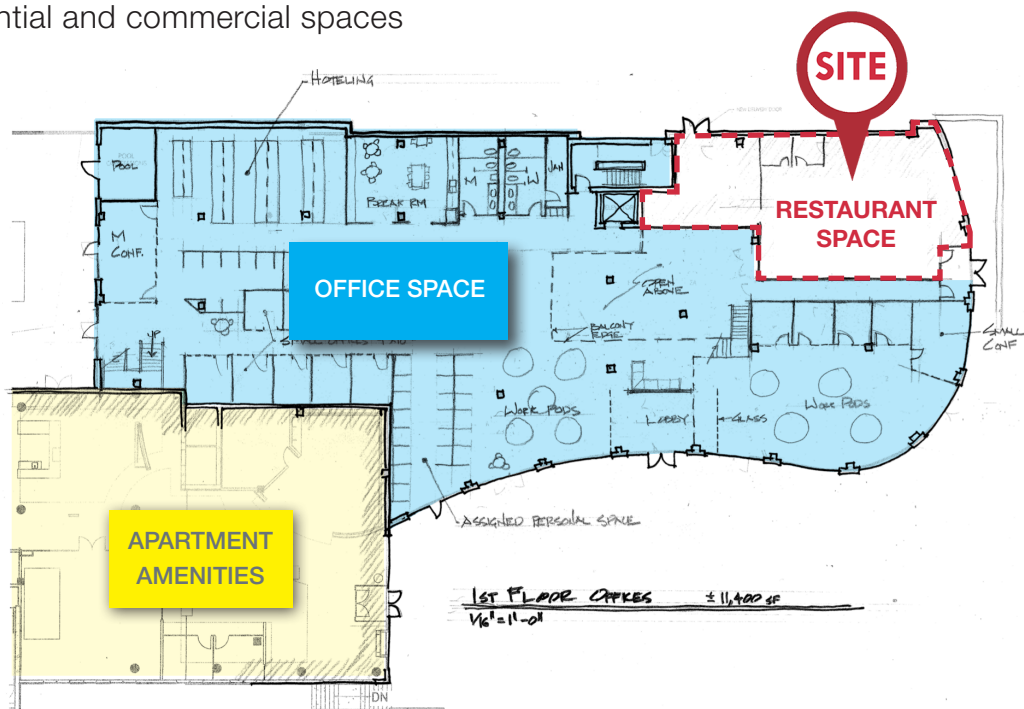 ntial and commercial spaces
SITE
HOTELING
POOL
M
CONF.
BREAK RM
M
W
JAN
RESTAURANT
SPACE
OFFICE SPACE
OPEN
ABOVE
BALCONY
EDGE
SMALL
CONF
UP
WORK PODS
LOBBY
GLASS
WORK PODS
ASSIGNED PERSONAL SPACE
APARTMENT
AMENITIES
1ST FLOOR OFFICES ± 11,400 SF
1/16" = 1'-0"
DN